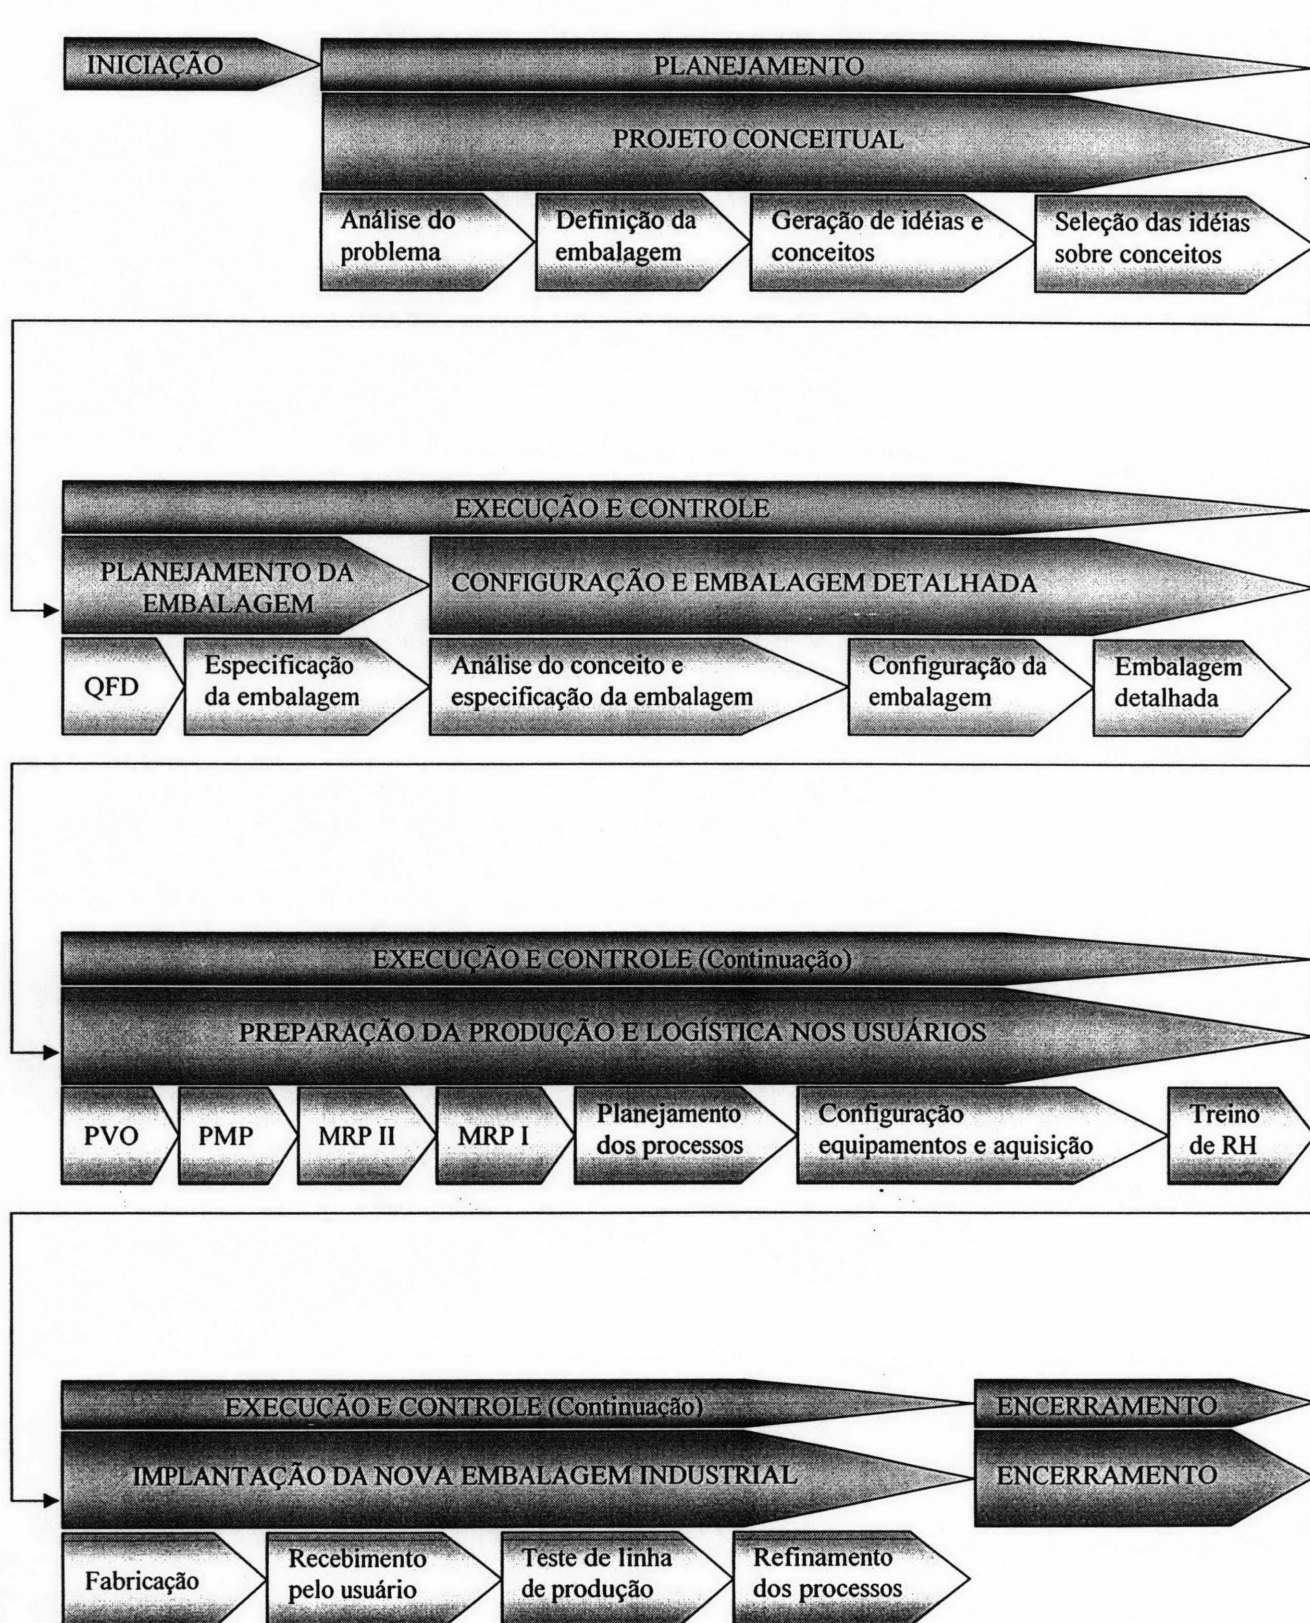 INICIAÇÃO
PLANEJAMENTO
PROJETO CONCEITUAL
Análise do
problema
Definição da
embalagem
Geração de idéias e
conceitos
Seleção das idéias
sobre conceitos
EXECUÇÃO E CONTROLE
PLANEJAMENTO DA
EMBALAGEM
CONFIGURAÇÃO E EMBALAGEM DETALHADA
QFD
Especificação
da embalagem
Análise do conceito e
especificação da embalagem
Configuração da
embalagem
Embalagem
detalhada
EXECUÇÃO E CONTROLE (Continuação)
PREPARAÇÃO DA PRODUÇÃO E LOGÍSTICA NOS USUÁRIOS
PVO
PMP
MRP II
MRP I
Planejamento
dos processos
Configuração
equipamentos e aquisição
Treino
de RH
EXECUÇÃO E CONTROLE (Continuação)
ENCERRAMENTO
IMPLANTAÇÃO DA NOVA EMBALAGEM INDUSTRIAL
ENCERRAMENTO
Fabricação
Recebimento
pelo usuário
Teste de linha
de produção
Refinamento
dos processos